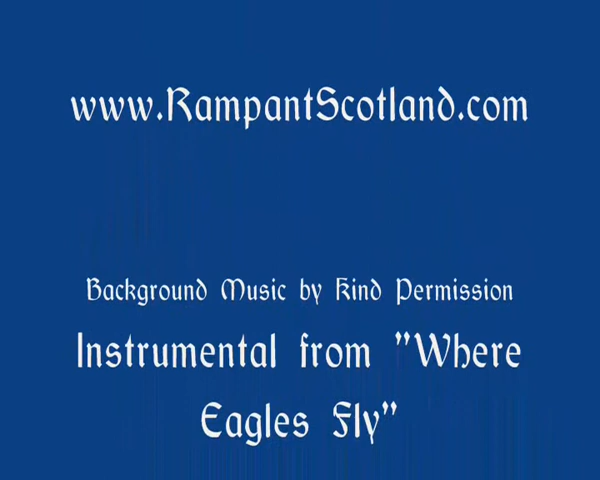 www.RampantScotland.com
Background Music by Kind Permission
Instrumental from "Where
Eagles Fly"